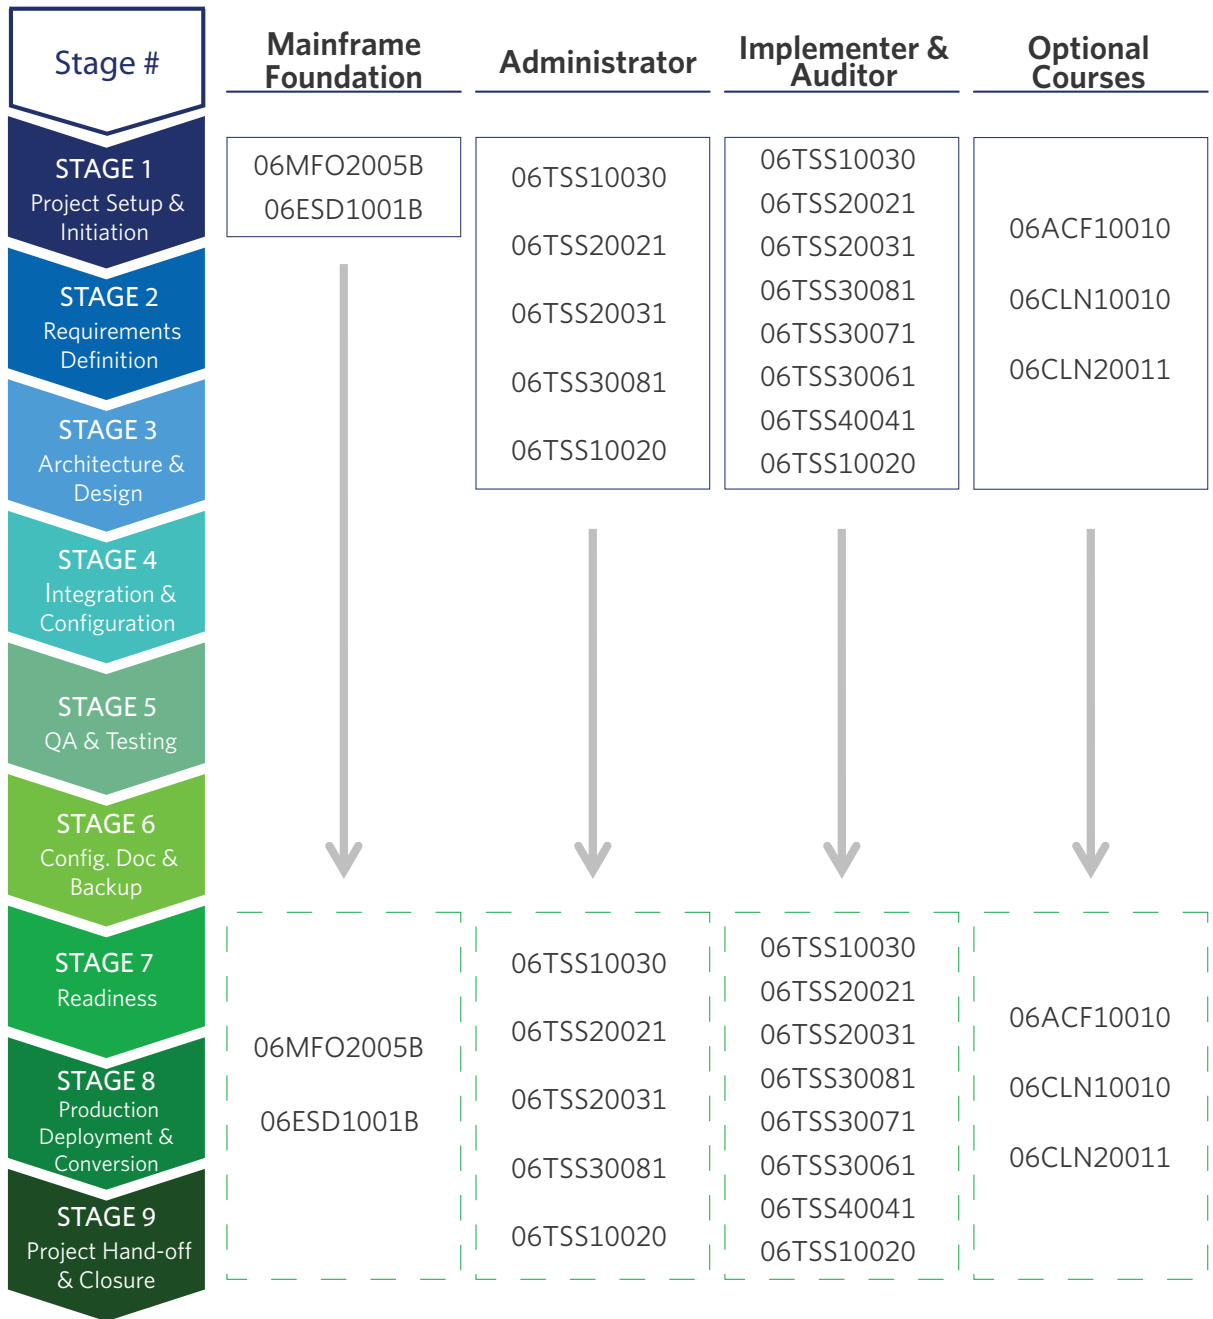 Stage #
Mainframe
Foundation
Administrator
Implementer &
Auditor
Optional
Courses
STAGE 1
Project Setup &
Initiation
STAGE 2
Requirements
Definition
STAGE 3
Architecture &
Design
STAGE 4
Integration &
Configuration
STAGE 5
QA & Testing
STAGE 6
Config. Doc &
Backup
STAGE 7
Readiness
STAGE 8
Production
Deployment &
Conversion
STAGE 9
Project Hand-off
& Closure
06MFO2005B
06ESD1001B
06TSS10030
06TSS20021
06TSS20031
06TSS30081
06TSS10020
06TSS10030
06TSS20021
06TSS20031
06TSS30081
06TSS30071
06TSS30061
06TSS40041
06TSS10020
06ACF10010
06CLN10010
06CLN20011
06MFO2005B
06ESD1001B
06TSS10030
06TSS20021
06TSS20031
06TSS30081
06TSS10020
06TSS10030
06TSS20021
06TSS20031
06TSS30081
06TSS30071
06TSS30061
06TSS40041
06TSS10020
06ACF10010
06CLN10010
06CLN20011